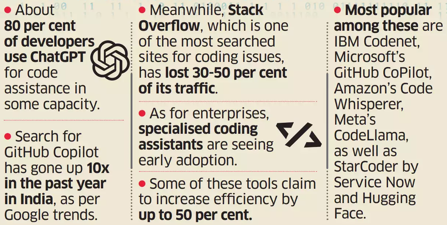 • About
80 per cent
of developers
use ChatGPT
for code
assistance in
some capacity.
• Search for
GitHub Copilot
has gone up 10x
in the past year
in India, as per
Google trends.
• Meanwhile, Stack
Overflow, which is one
of the most searched
sites for coding issues,
has lost 30-50 per cent
of its traffic.
• As for enterprises,
specialised coding
assistants are seeing
early adoption.
• Some of these tools claim
to increase efficiency by
up to 50 per cent.
• Most popular
among these are
IBM Codenet,
Microsoft's
GitHub CoPilot,
Amazon's Code
Whisperer,
Meta's
CodeLlama,
as well as
StarCoder by
Service Now
and Hugging
Face.